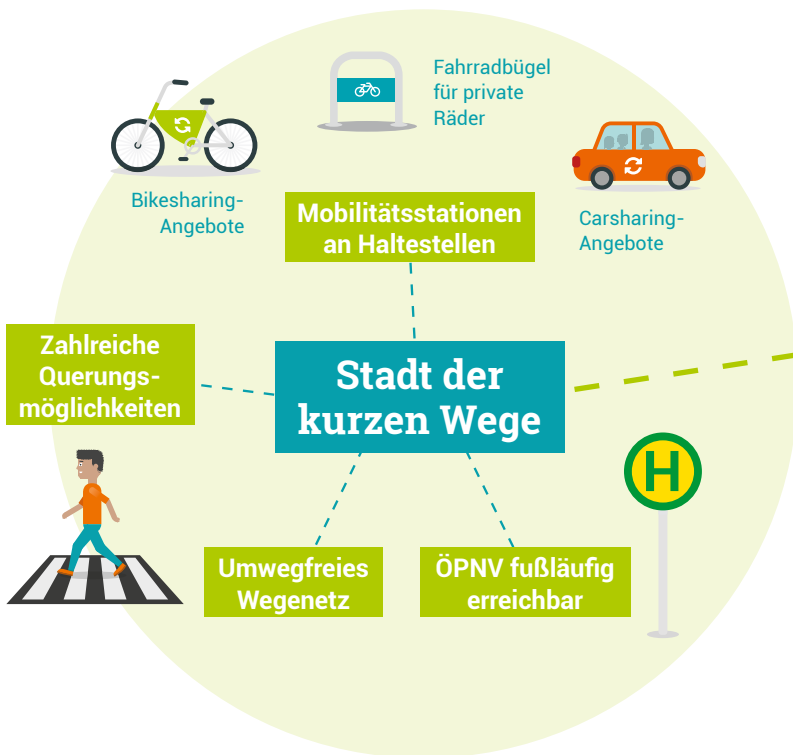 Fahrradbügel
für private
Räder
Bikesharing-
Angebote
Mobilitätsstationen
an Haltestellen
Carsharing-
Angebote
Zahlreiche
Querungs-
möglichkeiten
Stadt der
kurzen Wege
H
Umwegfreies
Wegenetz
ÖPNV fußläufig
erreichbar